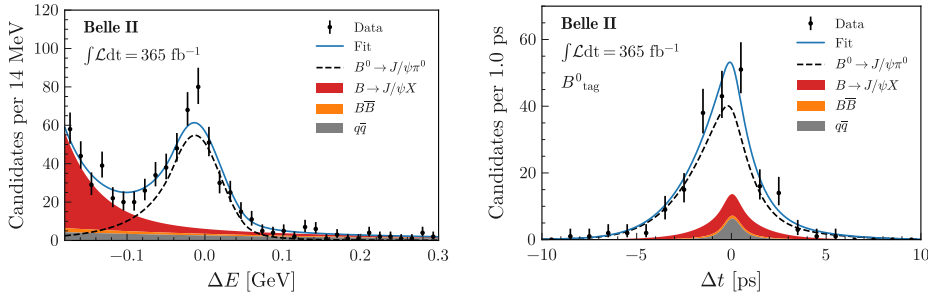 Belle II
∫ℒdt = 365 fb⁻¹
Data
Fit
B⁰ → J/ψπ⁰
B → J/ψX
BB̅
qq̅
Candidates per 14 MeV
120
100
80
60
40
20
0
−0.1 0.0 0.1 0.2 0.3
ΔE [GeV]
Belle II
∫ℒdt = 365 fb⁻¹
B⁰tag
Data
Fit
B⁰ → J/ψπ⁰
B → J/ψX
BB̅
qq̅
Candidates per 1.0 ps
60
40
20
0
−10 −5 0 5 10
Δt [ps]